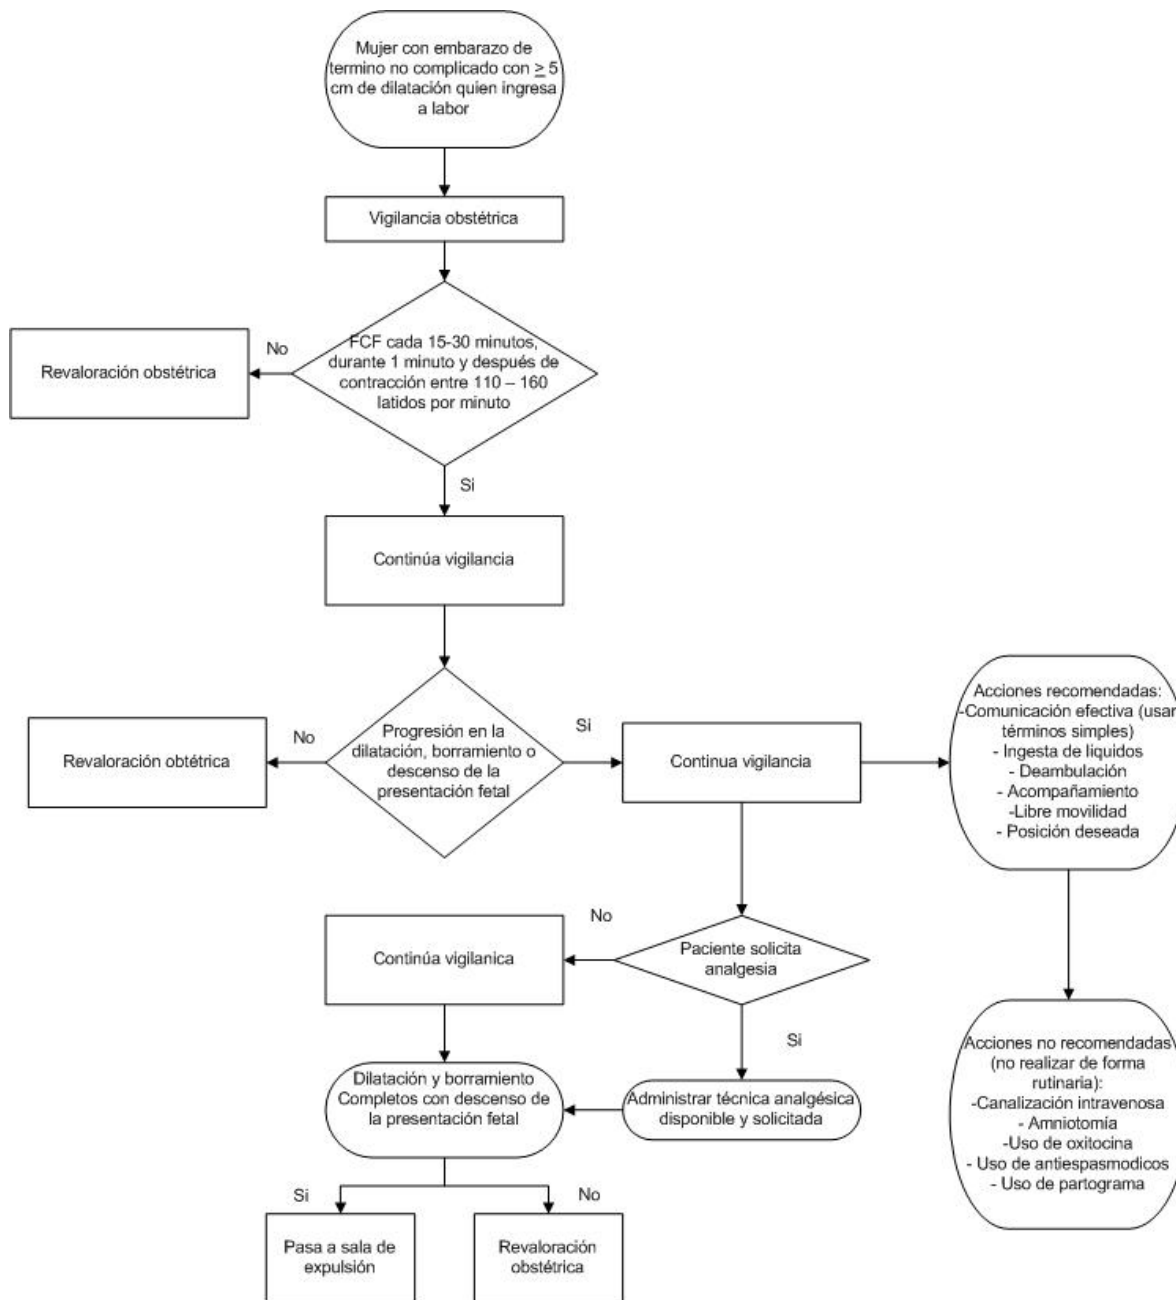 Mujer con embarazo de
termino no complicado con ≥ 5
cm de dilatación quien ingresa
a labor
Vigilancia obstétrica
FCF cada 15-30 minutos,
durante 1 minuto y después de
contracción entre 110 – 160
latidos por minuto
No
Revaloración obstétrica
Si
Continúa vigilancia
Progresión en la
dilatación, borramiento o
descenso de la
presentación fetal
No
Revaloración obtétrica
Si
Continua vigilancia
Acciones recomendadas:
-Comunicación efectiva (usar
términos simples)
- Ingesta de líquidos
- Deambulación
- Acompañamiento
-Libre movilidad
- Posición deseada
Paciente solicita
analgesia
No
Continúa vigilanica
Si
Administrar técnica analgésica
disponible y solicitada
Acciones no recomendadas
(no realizar de forma
rutinaria):
-Canalización intravenosa
- Amniotomía
-Uso de oxitocina
- Uso de antiespasmodicos
- Uso de partograma
Dilatación y borramiento
Completos con descenso de
la presentación fetal
Si
No
Pasa a sala de
expulsión
Revaloración
obstétrica